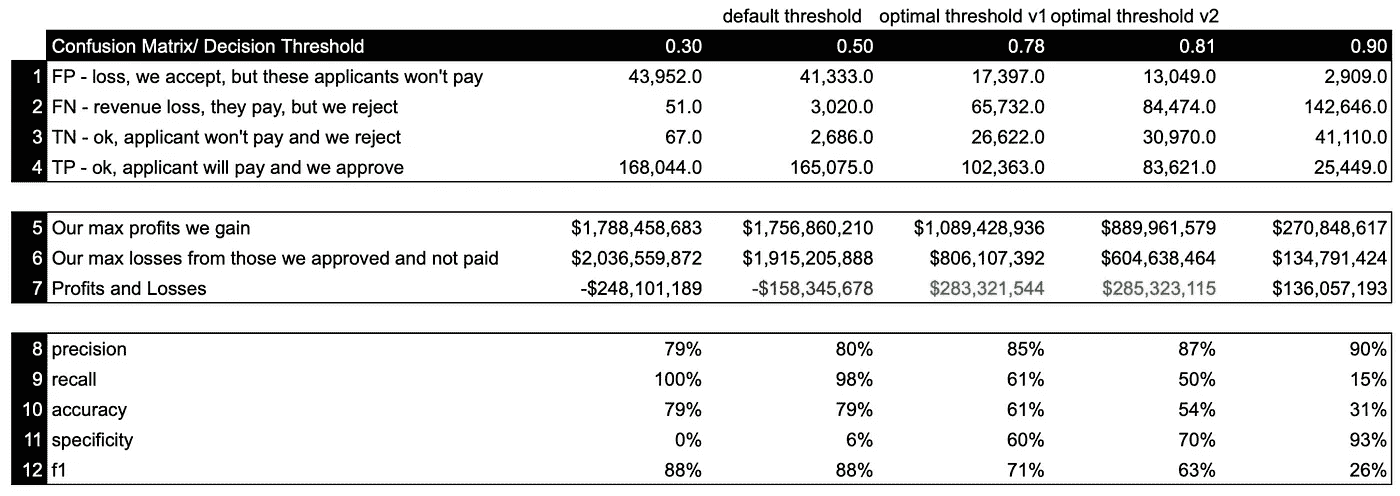 default threshold optimal threshold v1 optimal threshold v2
Confusion Matrix/ Decision Threshold 0.30 0.50 0.78 0.81 0.90
1 FP - loss, we accept, but these applicants won't pay 43,952.0 41,333.0 17,397.0 13,049.0 2,909.0
2 FN - revenue loss, they pay, but we reject 51.0 3,020.0 65,732.0 84,474.0 142,646.0
3 TN - ok, applicant won't pay and we reject 67.0 2,686.0 26,622.0 30,970.0 41,110.0
4 TP - ok, applicant will pay and we approve 168,044.0 165,075.0 102,363.0 83,621.0 25,449.0
5 Our max profits we gain $1,788,458,683 $1,756,860,210 $1,089,428,936 $889,961,579 $270,848,617
6 Our max losses from those we approved and not paid $2,036,559,872 $1,915,205,888 $806,107,392 $604,638,464 $134,791,424
7 Profits and Losses -$248,101,189 -$158,345,678 $283,321,544 $285,323,115 $136,057,193
8 precision 79% 80% 85% 87% 90%
9 recall 100% 98% 61% 50% 15%
10 accuracy 79% 79% 61% 54% 31%
11 specificity 0% 6% 60% 70% 93%
12 f1 88% 88% 71% 63% 26%